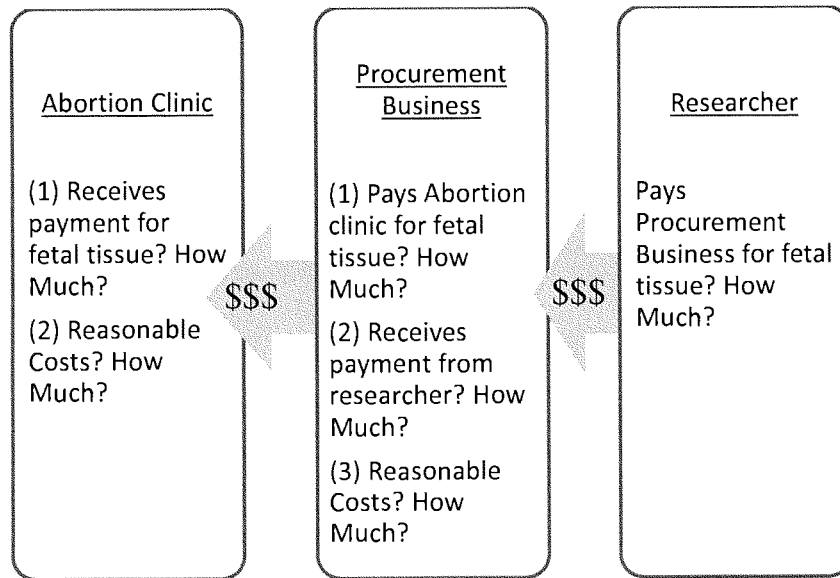 Abortion Clinic
(1) Receives
payment for
fetal tissue? How
Much?
(2) Reasonable
Costs? How
Much?
$$$
Procurement
Business
(1) Pays Abortion
clinic for fetal
tissue? How
Much?
(2) Receives
payment from
researcher? How
Much?
(3) Reasonable
Costs? How
Much?
$$$
Researcher
Pays
Procurement
Business for fetal
tissue? How
Much?